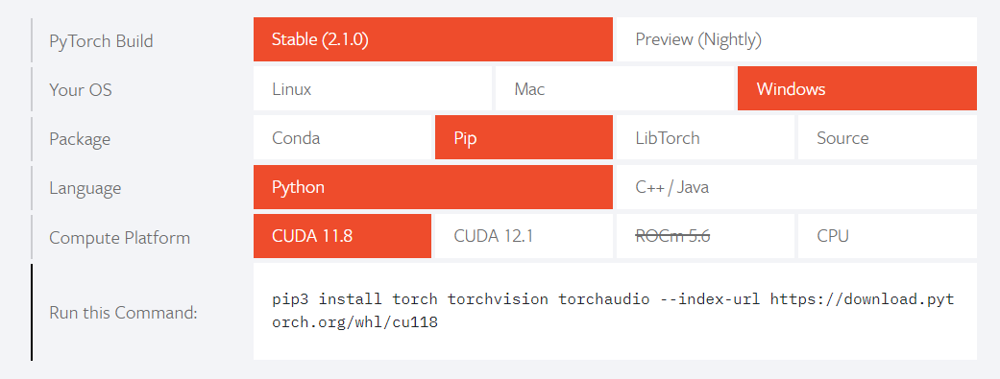 PyTorch Build Stable (2.1.0) Preview (Nightly)
Your OS Linux Mac Windows
Package Conda Pip LibTorch Source
Language Python C++ / Java
Compute Platform CUDA 11.8 CUDA 12.1 ROCm 5.6 CPU
Run this Command: pip3 install torch torchvision torchaudio --index-url https://download.pyt
orch.org/whl/cu118